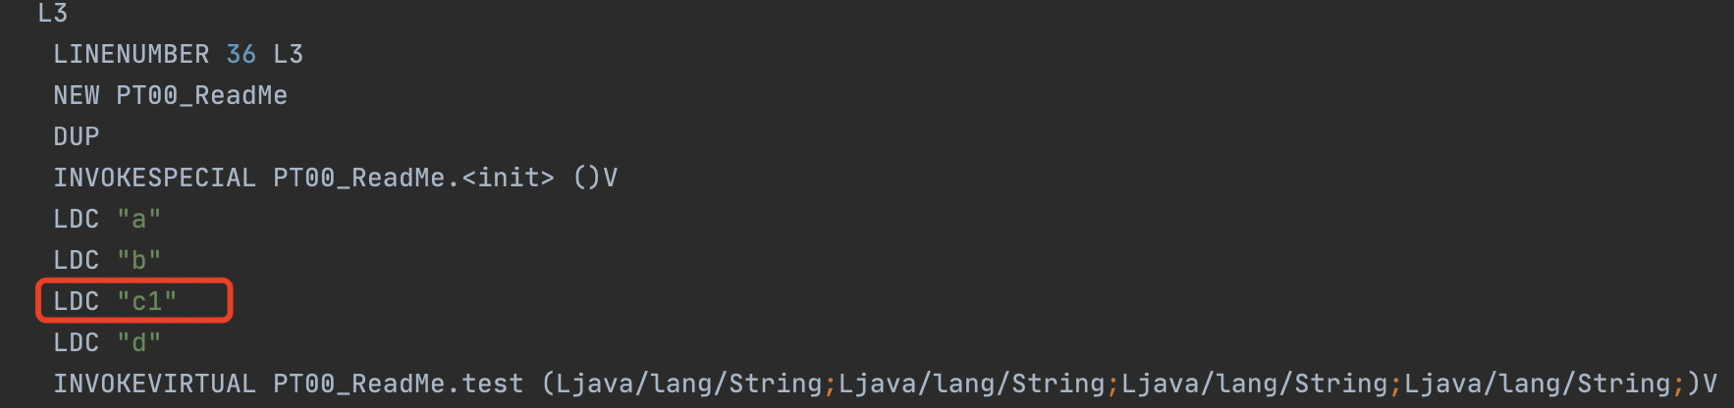 L3
LINENUMBER 36 L3
NEW PT00_ReadMe
DUP
INVOKESPECIAL PT00_ReadMe.<init> ()V
LDC "a"
LDC "b"
LDC "c1"
LDC "d"
INVOKEVIRTUAL PT00_ReadMe.test (Ljava/lang/String;Ljava/lang/String;Ljava/lang/String;Ljava/lang/String;)V